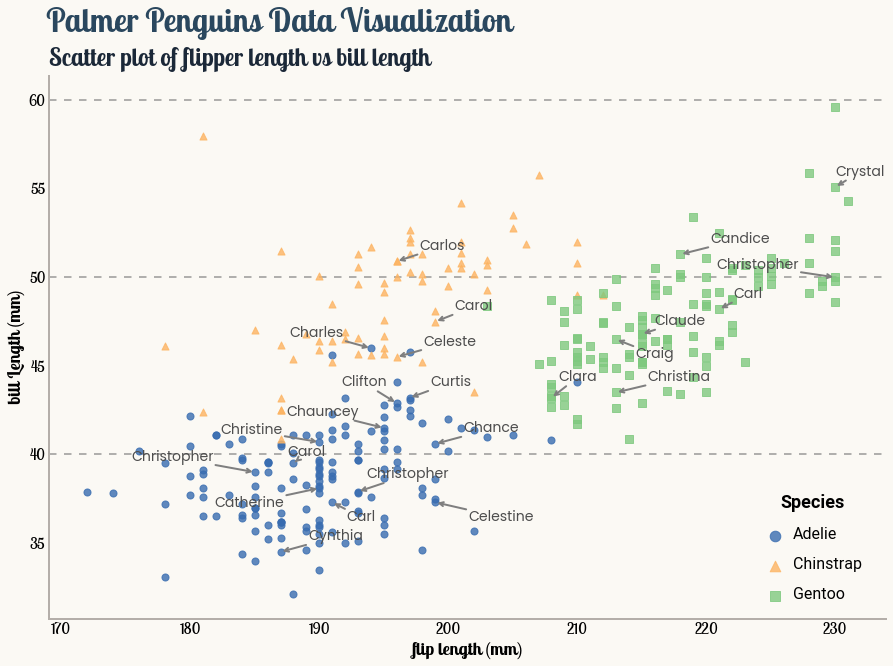 Palmer Penguins Data Visualization
Scatter plot of flipper length vs bill length
60
Crystal
55
Candice
Carlos
Christopher
50
Carl
Carol
Claude
Charles
Celeste
Craig
45
Clara
Christina
Clifton
Curtis
Chauncey
Christine
Chance
40
Carol
Christopher
Christopher
Catherine
Carl
Celestine
Cynthia
35
bill Length (mm)
Species
Adelie
Chinstrap
Gentoo
170 180 190 200 210 220 230
flip length (mm)